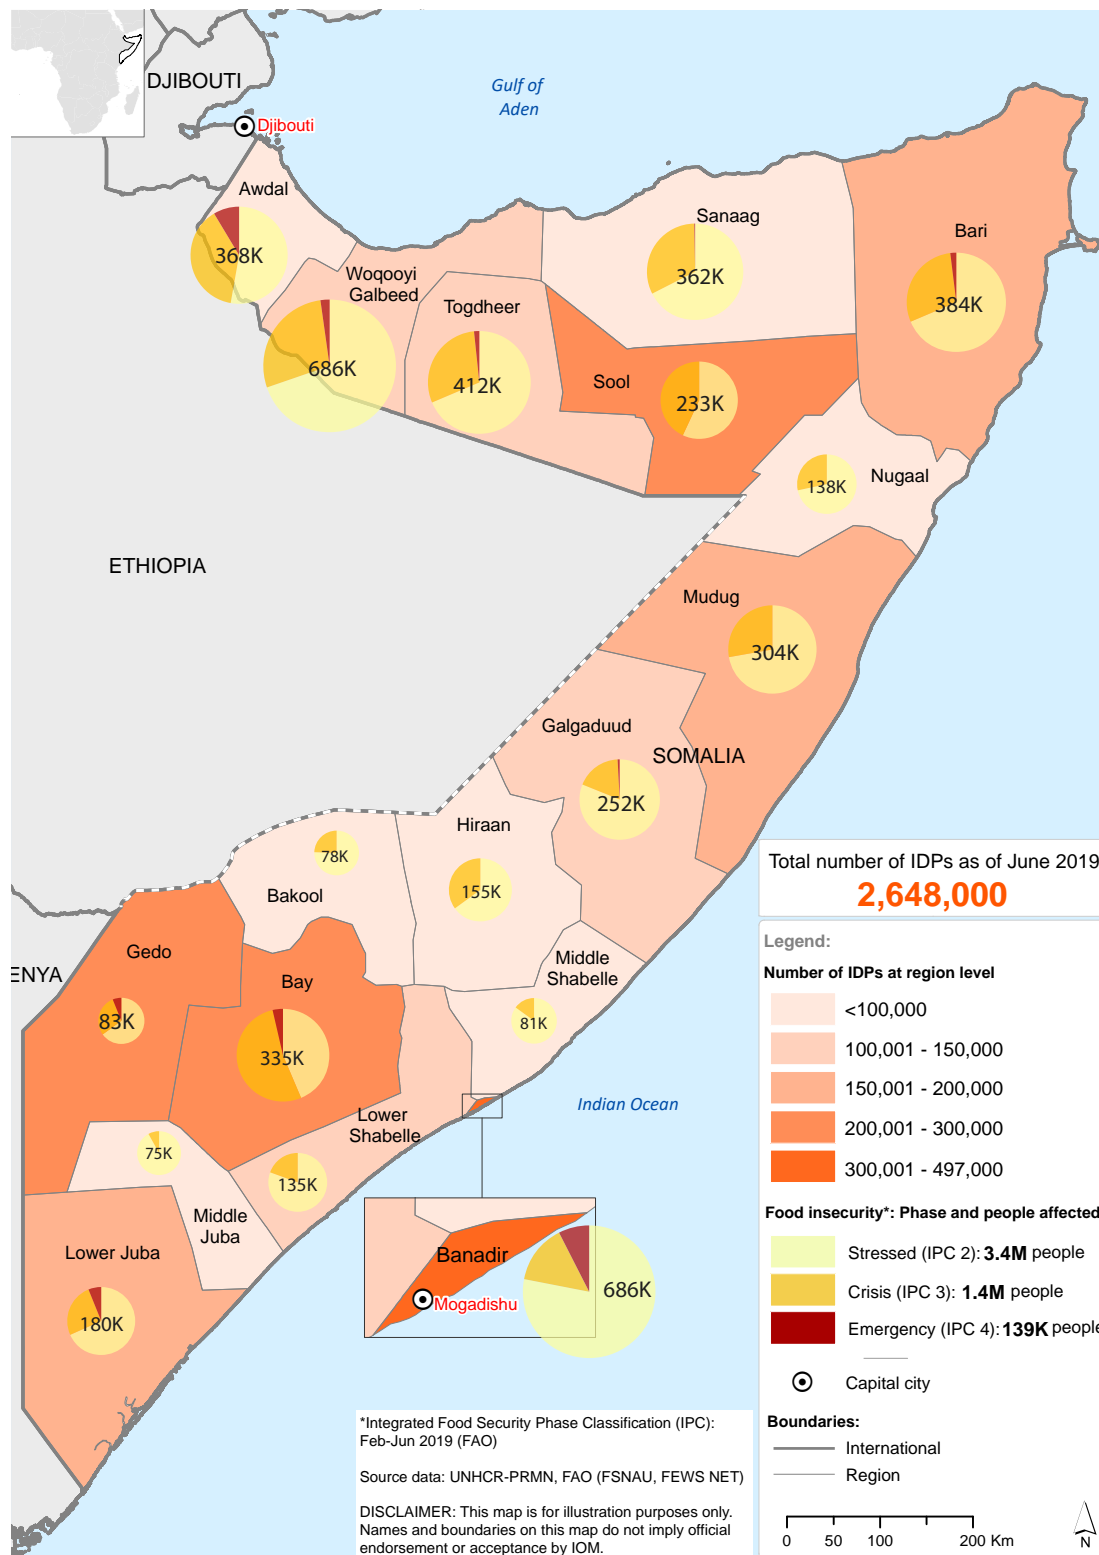 DJIBOUTI
Gulf of
Aden
Djibouti
Awdal
368K
Sanaag
362K
Bari
384K
Woqooyi
Galbeed
686K
Togdheer
412K
Sool
233K
Nugaal
138K
ETHIOPIA
Mudug
304K
Galgaduud
SOMALIA
252K
Hiraan
155K
78K
Bakool
Gedo
83K
ENYA
Bay
335K
Middle
Shabelle
81K
Indian Ocean
Lower
Shabelle
135K
75K
Middle
Juba
Lower Juba
180K
Banadir
Mogadishu
686K
Total number of IDPs as of June 2019
2,648,000
Legend:
Number of IDPs at region level
<100,000
100,001 - 150,000
150,001 - 200,000
200,001 - 300,000
300,001 - 497,000
Food insecurity*: Phase and people affected
Stressed (IPC 2): 3.4M people
Crisis (IPC 3): 1.4M people
Emergency (IPC 4): 139K people
Capital city
Boundaries:
International
Region
0 50 100 200 Km
N
*Integrated Food Security Phase Classification (IPC):
Feb-Jun 2019 (FAO)
Source data: UNHCR-PRMN, FAO (FSNAU, FEWS NET)
DISCLAIMER: This map is for illustration purposes only.
Names and boundaries on this map do not imply official
endorsement or acceptance by IOM.